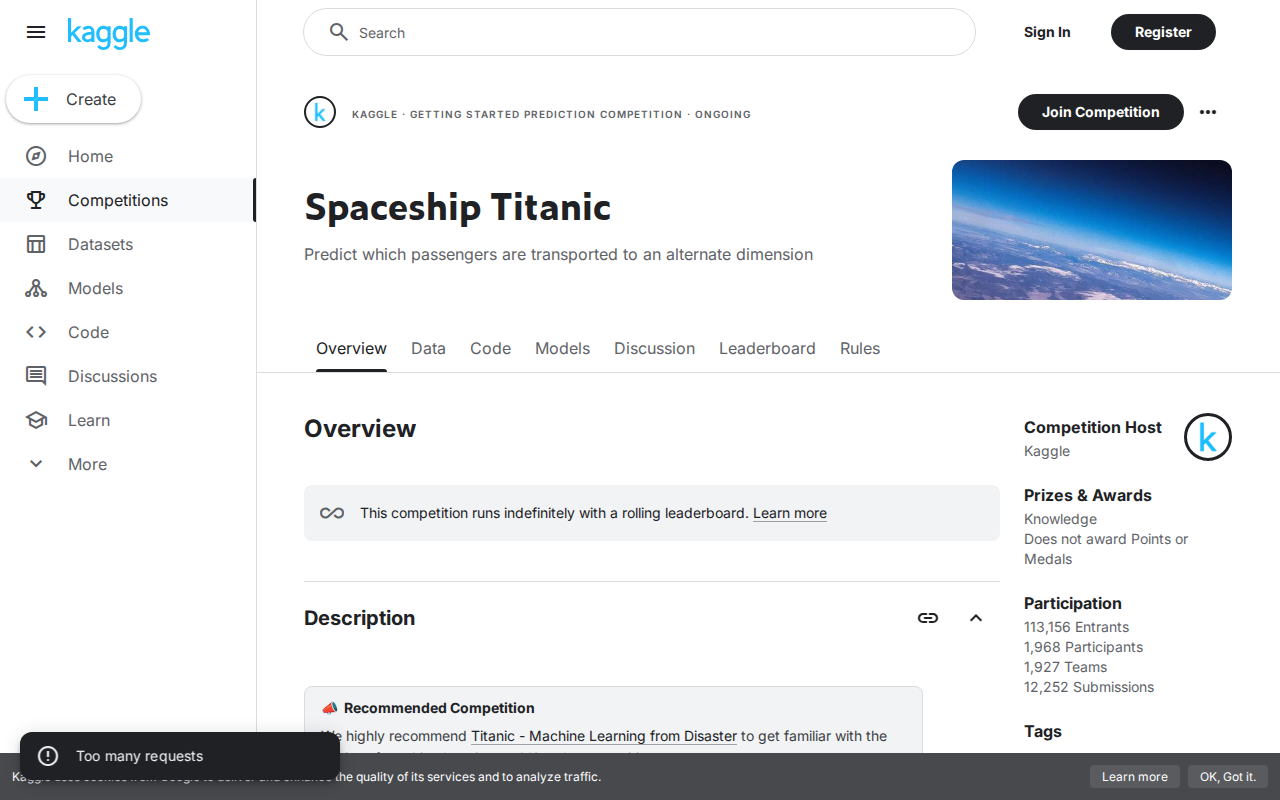 kaggle
Search
Sign In
Register
Create
Home
Competitions
Datasets
Models
Code
Discussions
Learn
More
KAGGLE · GETTING STARTED PREDICTION COMPETITION · ONGOING
Join Competition
Spaceship Titanic
Predict which passengers are transported to an alternate dimension
Overview
Data
Code
Models
Discussion
Leaderboard
Rules
Overview
This competition runs indefinitely with a rolling leaderboard. Learn more
Description
📣 Recommended Competition
We highly recommend Titanic - Machine Learning from Disaster to get familiar with the
Competition Host
Kaggle
Prizes & Awards
Knowledge
Does not award Points or
Medals
Participation
113,156 Entrants
1,968 Participants
1,927 Teams
12,252 Submissions
Tags
Too many requests
the quality of its services and to analyze traffic.
Learn more
OK, Got it.